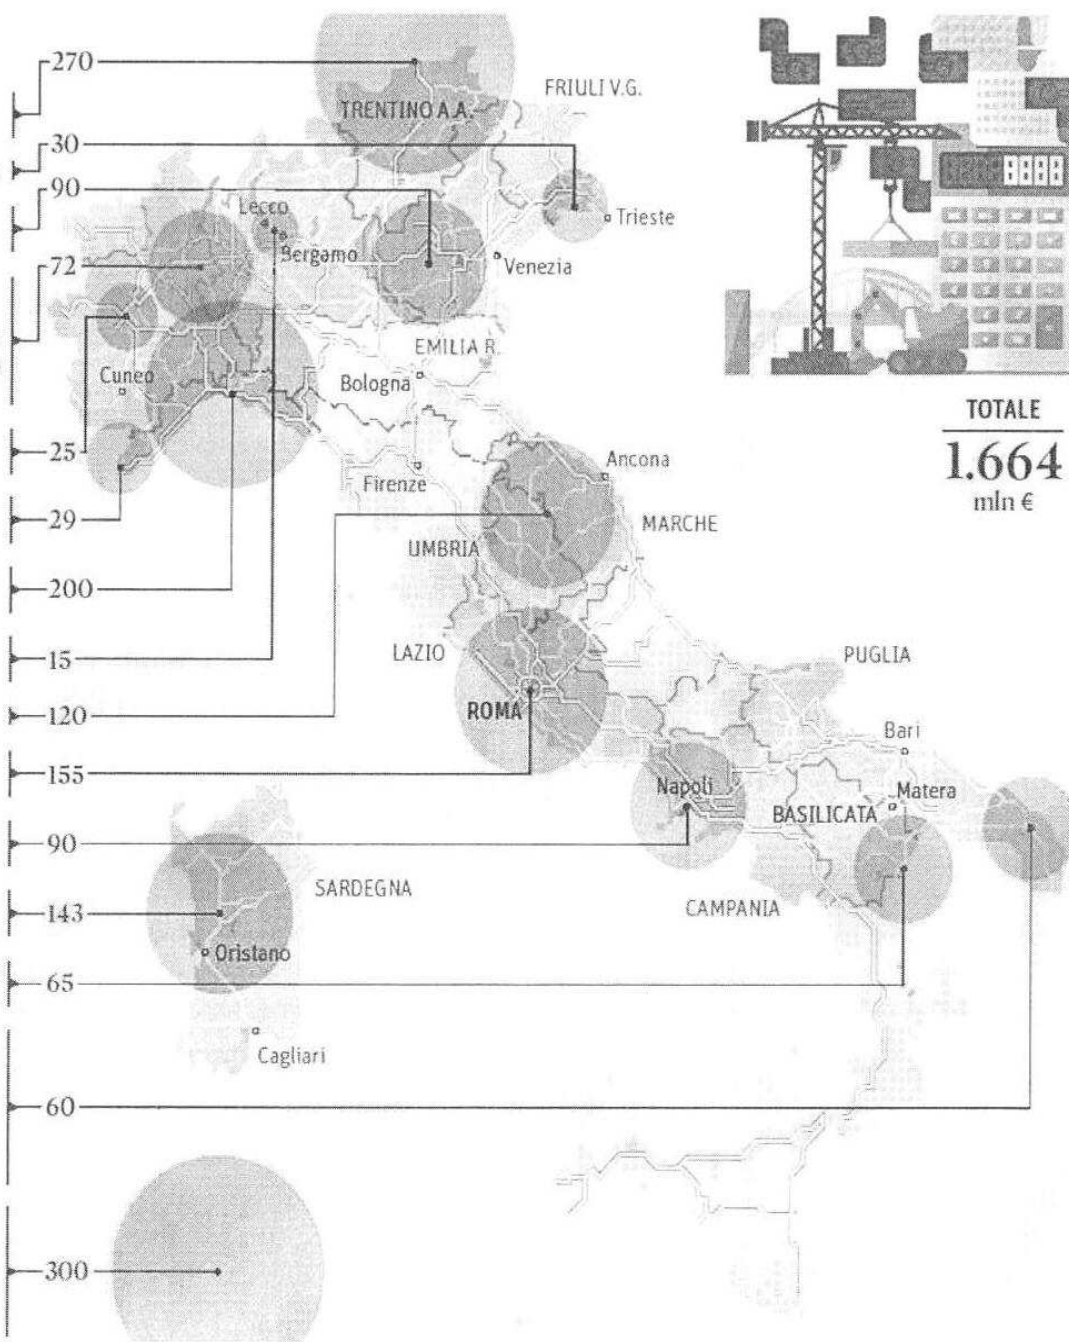 270
TRENTINO A.A.
FRIULI V.G.
30
90
Lecco
Trieste
Bergamo
Venezia
72
EMILIA R.
Cuneo
Bologna
TOTALE
1.664
mln €
25
Firenze
Ancona
29
MARCHE
UMBRIA
200
LAZIO
PUGLIA
15
120
ROMA
Bari
155
Napoli
Matera
BASILICATA
90
SARDEGNA
CAMPANIA
143
Oristano
65
Cagliari
60
300